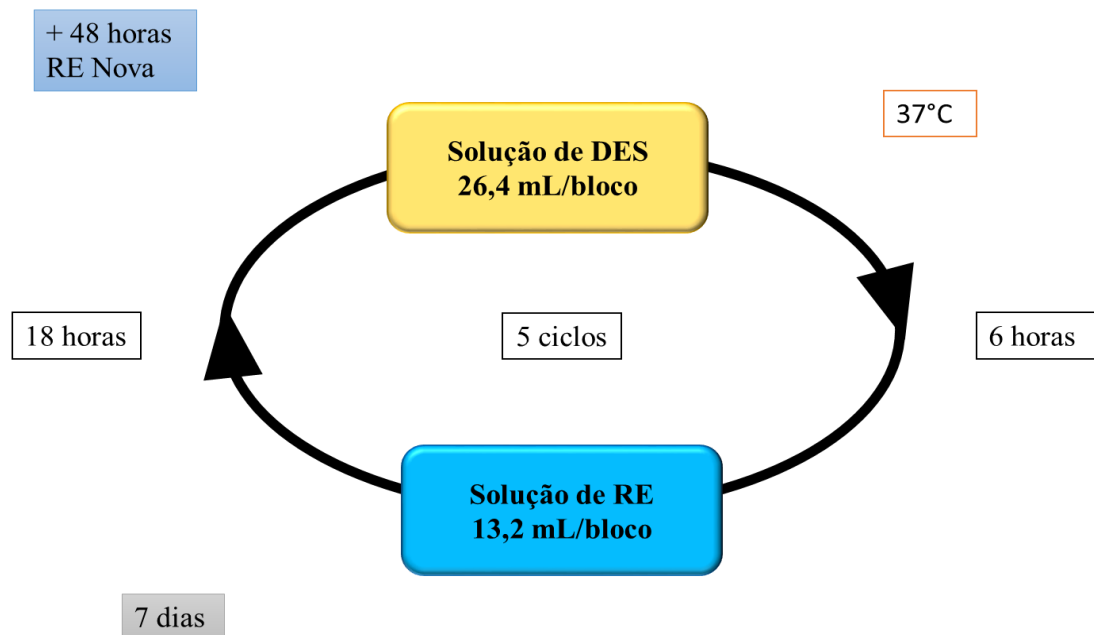 + 48 horas
RE Nova
37°C
Solução de DES
26,4 mL/bloco
18 horas
5 ciclos
6 horas
Solução de RE
13,2 mL/bloco
7 dias